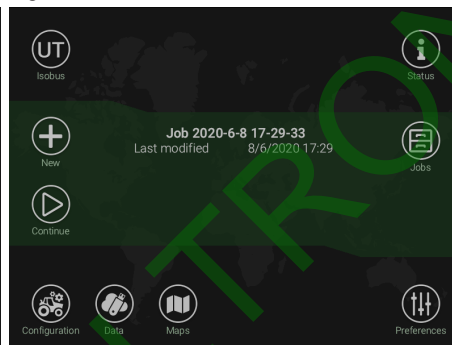 UT
Isobus
Status
New
Job 2020-6-8 17-29-33
Last modified 8/6/2020 17:29
Jobs
Continue
Configuration
Data
Maps
Preferences